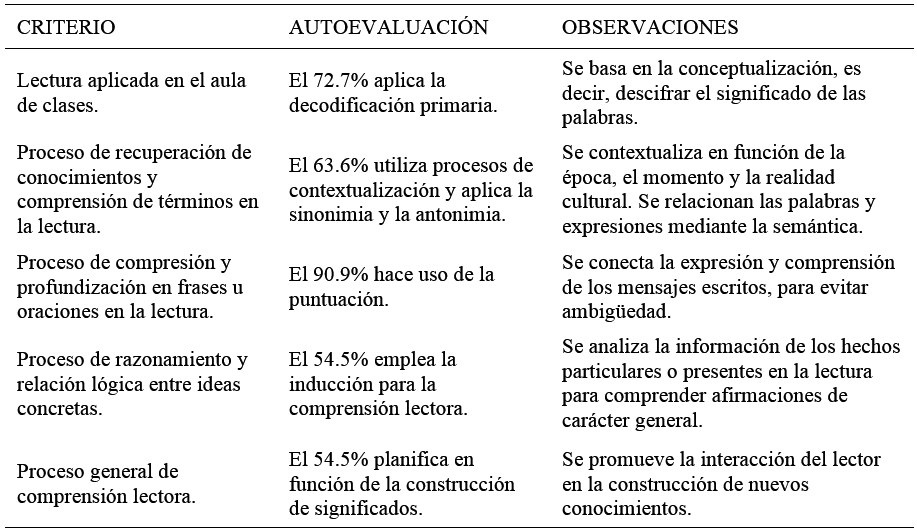 CRITERIO AUTOEVALUACIÓN OBSERVACIONES
Lectura aplicada en el aula
de clases.
El 72.7% aplica la
decodificación primaria.
Se basa en la conceptualización, es
decir, descifrar el significado de las
palabras.
Proceso de recuperación de
conocimientos y
comprensión de términos en
la lectura.
El 63.6% utiliza procesos de
contextualización y aplica la
sinonimia y la antonimia.
Se contextualiza en función de la
época, el momento y la realidad
cultural. Se relacionan las palabras y
expresiones mediante la semántica.
Proceso de compresión y
profundización en frases u
oraciones en la lectura.
El 90.9% hace uso de la
puntuación.
Se conecta la expresión y comprensión
de los mensajes escritos, para evitar
ambigüedad.
Proceso de razonamiento y
relación lógica entre ideas
concretas.
El 54.5% emplea la
inducción para la
comprensión lectora.
Se analiza la información de los hechos
particulares o presentes en la lectura
para comprender afirmaciones de
carácter general.
Proceso general de
comprensión lectora.
El 54.5% planifica en
función de la construcción
de significados.
Se promueve la interacción del lector
en la construcción de nuevos
conocimientos.